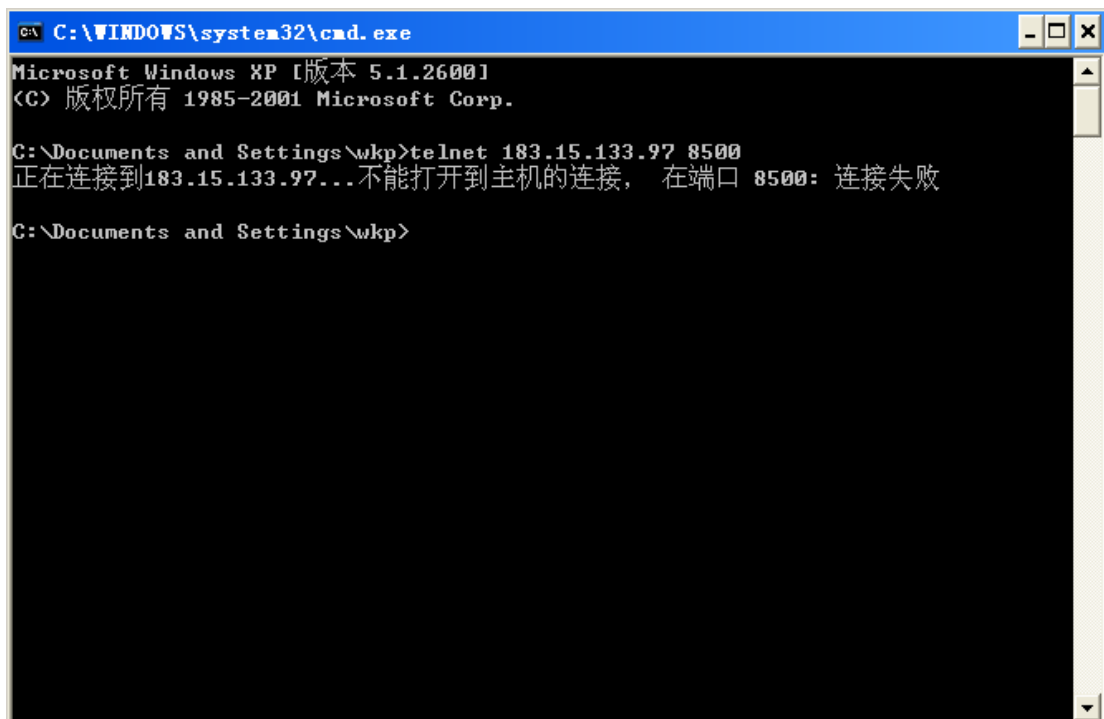 C:\WINDOWS\system32\cmd.exe
Microsoft Windows XP [版本 5.1.2600]
(C) 版权所有 1985-2001 Microsoft Corp.
C:\Documents and Settings\wkp>telnet 183.15.133.97 8500
正在连接到183.15.133.97...不能打开到主机的连接， 在端口 8500: 连接失败
C:\Documents and Settings\wkp>